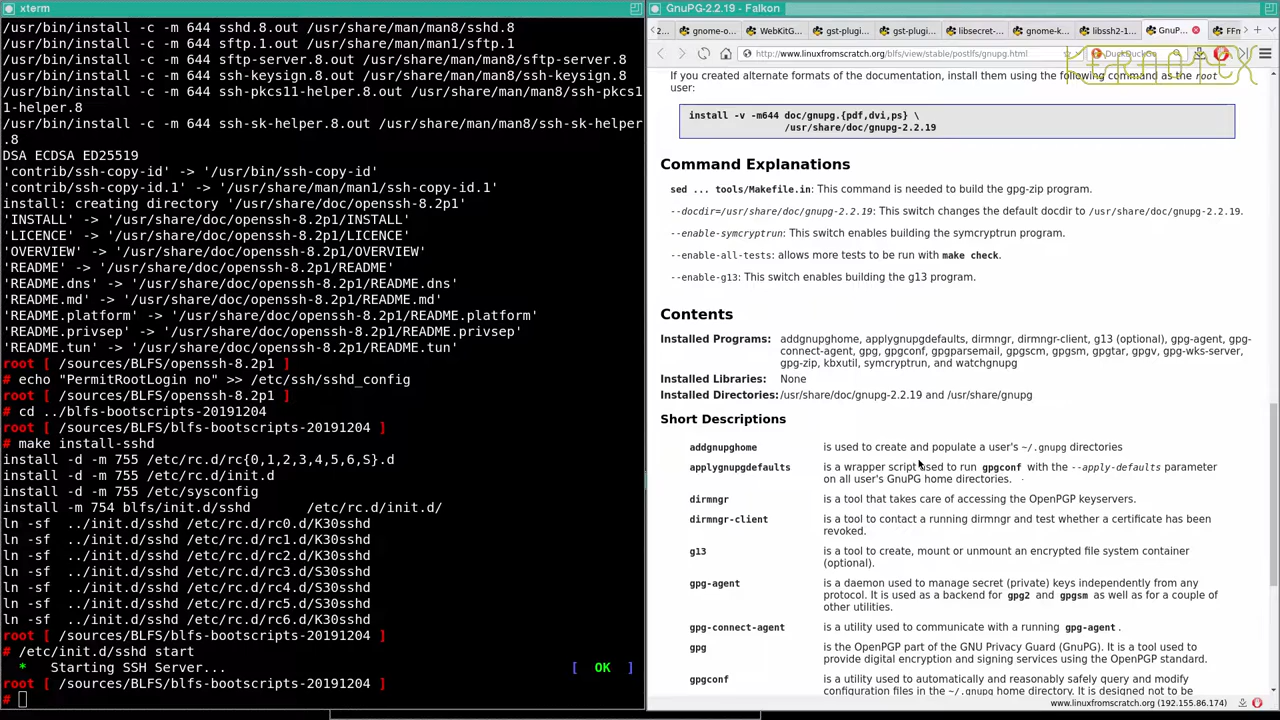 xterm
/usr/bin/install -c -m 644 sshd.8.out /usr/share/man/man8/sshd.8
/usr/bin/install -c -m 644 sftp.1.out /usr/share/man/man1/sftp.1
/usr/bin/install -c -m 644 sftp-server.8.out /usr/share/man/man8/sftp-server.8
/usr/bin/install -c -m 644 ssh-keysign.8.out /usr/share/man/man8/ssh-keysign.8
/usr/bin/install -c -m 644 ssh-pkcs11-helper.8.out /usr/share/man/man8/ssh-pkcs1
1-helper.8
/usr/bin/install -c -m 644 ssh-sk-helper.8.out /usr/share/man/man8/ssh-sk-helper
.8
DSA ECDSA ED25519
'contrib/ssh-copy-id' -> '/usr/bin/ssh-copy-id'
'contrib/ssh-copy-id.1' -> '/usr/share/man/man1/ssh-copy-id.1'
install: creating directory '/usr/share/doc/openssh-8.2p1'
'INSTALL' -> '/usr/share/doc/openssh-8.2p1/INSTALL'
'LICENCE' -> '/usr/share/doc/openssh-8.2p1/LICENCE'
'OVERVIEW' -> '/usr/share/doc/openssh-8.2p1/OVERVIEW'
'README' -> '/usr/share/doc/openssh-8.2p1/README'
'README.dns' -> '/usr/share/doc/openssh-8.2p1/README.dns'
'README.md' -> '/usr/share/doc/openssh-8.2p1/README.md'
'README.platform' -> '/usr/share/doc/openssh-8.2p1/README.platform'
'README.privsep' -> '/usr/share/doc/openssh-8.2p1/README.privsep'
'README.tun' -> '/usr/share/doc/openssh-8.2p1/README.tun'
root [ /sources/BLFS/openssh-8.2p1 ]
# echo "PermitRootLogin no" >> /etc/ssh/sshd_config
root [ /sources/BLFS/openssh-8.2p1 ]
# cd ../blfs-bootscripts-20191204
root [ /sources/BLFS/blfs-bootscripts-20191204 ]
# make install-sshd
install -d -m 755 /etc/rc.d/rc{0,1,2,3,4,5,6,S}.d
install -d -m 755 /etc/rc.d/init.d
install -d -m 755 /etc/sysconfig
install -m 754 blfs/init.d/sshd       /etc/rc.d/init.d/
ln -sf  ../init.d/sshd /etc/rc.d/rc0.d/K30sshd
ln -sf  ../init.d/sshd /etc/rc.d/rc1.d/K30sshd
ln -sf  ../init.d/sshd /etc/rc.d/rc2.d/K30sshd
ln -sf  ../init.d/sshd /etc/rc.d/rc3.d/S30sshd
ln -sf  ../init.d/sshd /etc/rc.d/rc4.d/S30sshd
ln -sf  ../init.d/sshd /etc/rc.d/rc5.d/S30sshd
ln -sf  ../init.d/sshd /etc/rc.d/rc6.d/K30sshd
root [ /sources/BLFS/blfs-bootscripts-20191204 ]
# /etc/init.d/sshd start
*   Starting SSH Server...   [  OK  ]
root [ /sources/BLFS/blfs-bootscripts-20191204 ]
#
GnuPG-2.2.19 - Falkon
2... gnome-o... WebKitG... gst-plugi... gst-plugi... libsecret-... gnome-k... libssh2-1... GnuP... FFn
http://www.linuxfromscratch.org/blfs/view/stable/postlfs/gnupg.html DuckDuckGo
If you created alternate formats of the documentation, install them using the following command as the root
user:
install -v -m644 doc/gnupg.{pdf,dvi,ps} \
/usr/share/doc/gnupg-2.2.19
Command Explanations
sed ... tools/Makefile.in: This command is needed to build the gpg-zip program.
--docdir=/usr/share/doc/gnupg-2.2.19: This switch changes the default docdir to /usr/share/doc/gnupg-2.2.19.
--enable-symcryptrun: This switch enables building the symcryptrun program.
--enable-all-tests: allows more tests to be run with make check.
--enable-g13: This switch enables building the g13 program.
Contents
Installed Programs: addgnupghome, applygnupgdefaults, dirmngr, dirmngr-client, g13 (optional), gpg-agent, gpg-
connect-agent, gpg, gpgconf, gpgparsemail, gpgscm, gpgsm, gpgtar, gpgv, gpg-wks-server,
gpg-zip, kbxutil, symcryptrun, and watchgnupg
Installed Libraries: None
Installed Directories: /usr/share/doc/gnupg-2.2.19 and /usr/share/gnupg
Short Descriptions
addgnupghome is used to create and populate a user's ~/.gnupg directories
applygnupgdefaults is a wrapper script used to run gpgconf with the --apply-defaults parameter
on all user's GnuPG home directories.
dirmngr is a tool that takes care of accessing the OpenPGP keyservers.
dirmngr-client is a tool to contact a running dirmngr and test whether a certificate has been
revoked.
g13 is a tool to create, mount or unmount an encrypted file system container
(optional).
gpg-agent is a daemon used to manage secret (private) keys independently from any
protocol. It is used as a backend for gpg2 and gpgsm as well as for a couple of
other utilities.
gpg-connect-agent is a utility used to communicate with a running gpg-agent.
gpg is the OpenPGP part of the GNU Privacy Guard (GnuPG). It is a tool used to
provide digital encryption and signing services using the OpenPGP standard.
gpgconf is a utility used to automatically and reasonably safely query and modify
configuration files in the ~/.gnupg home directory. It is designed not to be
www.linuxfromscratch.org (192.155.86.174)